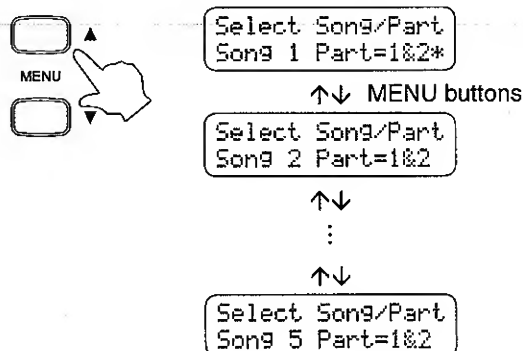 ▲
MENU
▼
Select Song/Part
Song 1 Part=1&2*
↑↓ MENU buttons
Select Song/Part
Song 2 Part=1&2
↑↓
⋮
↑↓
Select Song/Part
Song 5 Part=1&2